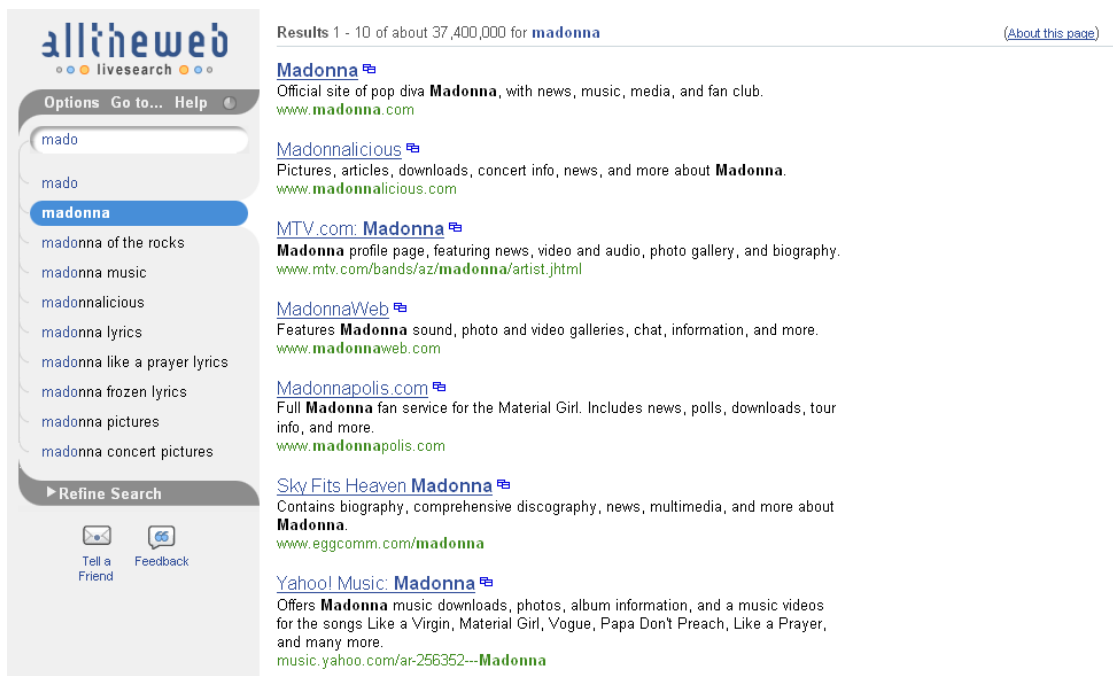 alltheweb
livesearch
Options Go to... Help
mado
mado
madonna
madonna of the rocks
madonna music
madonnalicious
madonna lyrics
madonna like a prayer lyrics
madonna frozen lyrics
madonna pictures
madonna concert pictures
Refine Search
Tell a
Friend
Feedback
Results 1 - 10 of about 37,400,000 for madonna
(About this page)
Madonna
Official site of pop diva Madonna, with news, music, media, and fan club.
www.madonna.com
Madonnalicious
Pictures, articles, downloads, concert info, news, and more about Madonna.
www.madonnalicious.com
MTV.com: Madonna
Madonna profile page, featuring news, video and audio, photo gallery, and biography.
www.mtv.com/bands/az/madonna/artist.jhtml
MadonnaWeb
Features Madonna sound, photo and video galleries, chat, information, and more.
www.madonnaweb.com
Madonnapolis.com
Full Madonna fan service for the Material Girl. Includes news, polls, downloads, tour
info, and more.
www.madonnapolis.com
Sky Fits Heaven Madonna
Contains biography, comprehensive discography, news, multimedia, and more about
Madonna.
www.eggcomm.com/madonna
Yahoo! Music: Madonna
Offers Madonna music downloads, photos, album information, and a music videos
for the songs Like a Virgin, Material Girl, Vogue, Papa Don't Preach, Like a Prayer,
and many more.
music.yahoo.com/ar-256352---Madonna